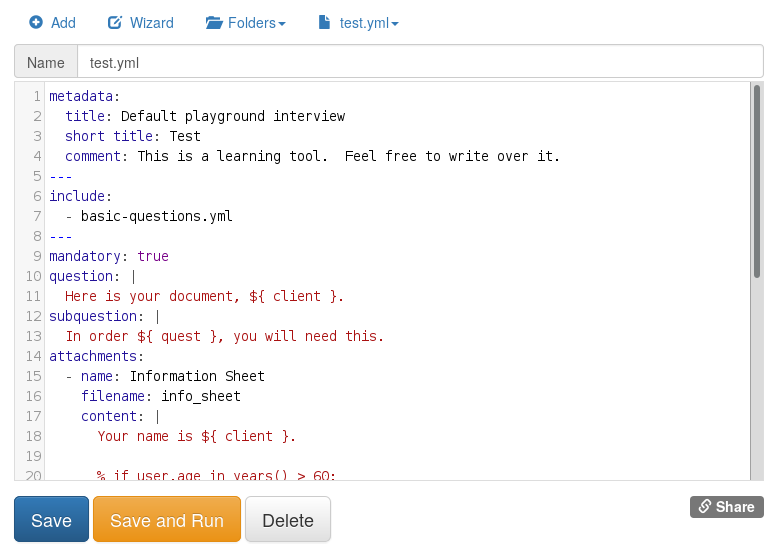 Add Wizard Folders test.yml
Name test.yml
1 metadata:
2   title: Default playground interview
3   short title: Test
4   comment: This is a learning tool.  Feel free to write over it.
5 ---
6 include:
7   - basic-questions.yml
8 ---
9 mandatory: true
10 question: |
11   Here is your document, ${ client }.
12 subquestion: |
13   In order ${ quest }, you will need this.
14 attachments:
15   - name: Information Sheet
16     filename: info_sheet
17     content: |
18       Your name is ${ client }.
19
20       % if user.age_in_years() > 60:
Save Save and Run Delete Share